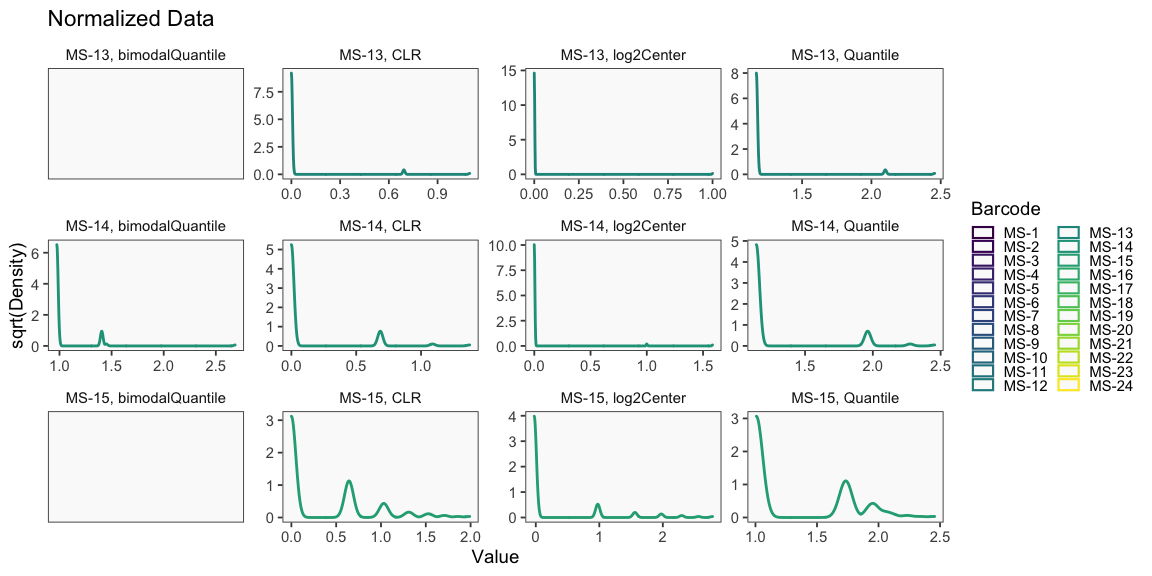 Normalized Data
MS-13, bimodalQuantile
MS-13, CLR
MS-13, log2Center
MS-13, Quantile
7.5
5.0
2.5
0.0
0.0 0.3 0.6 0.9
15
10
5
0
0.00 0.25 0.50 0.75 1.00
8
6
4
2
0
1.5 2.0 2.5
MS-14, bimodalQuantile
MS-14, CLR
MS-14, log2Center
MS-14, Quantile
6
4
2
0
1.0 1.5 2.0 2.5
5
4
3
2
1
0
0.0 0.5 1.0
10.0
7.5
5.0
2.5
0.0
0.0 0.5 1.0 1.5
5
4
3
2
1
0
1.5 2.0 2.5
MS-15, bimodalQuantile
MS-15, CLR
MS-15, log2Center
MS-15, Quantile
3
2
1
0
0.0 0.5 1.0 1.5 2.0
4
3
2
1
0
0 1 2
3
2
1
0
1.0 1.5 2.0 2.5
sqrt(Density)
Value
Barcode
MS-1
MS-2
MS-3
MS-4
MS-5
MS-6
MS-7
MS-8
MS-9
MS-10
MS-11
MS-12
MS-13
MS-14
MS-15
MS-16
MS-17
MS-18
MS-19
MS-20
MS-21
MS-22
MS-23
MS-24